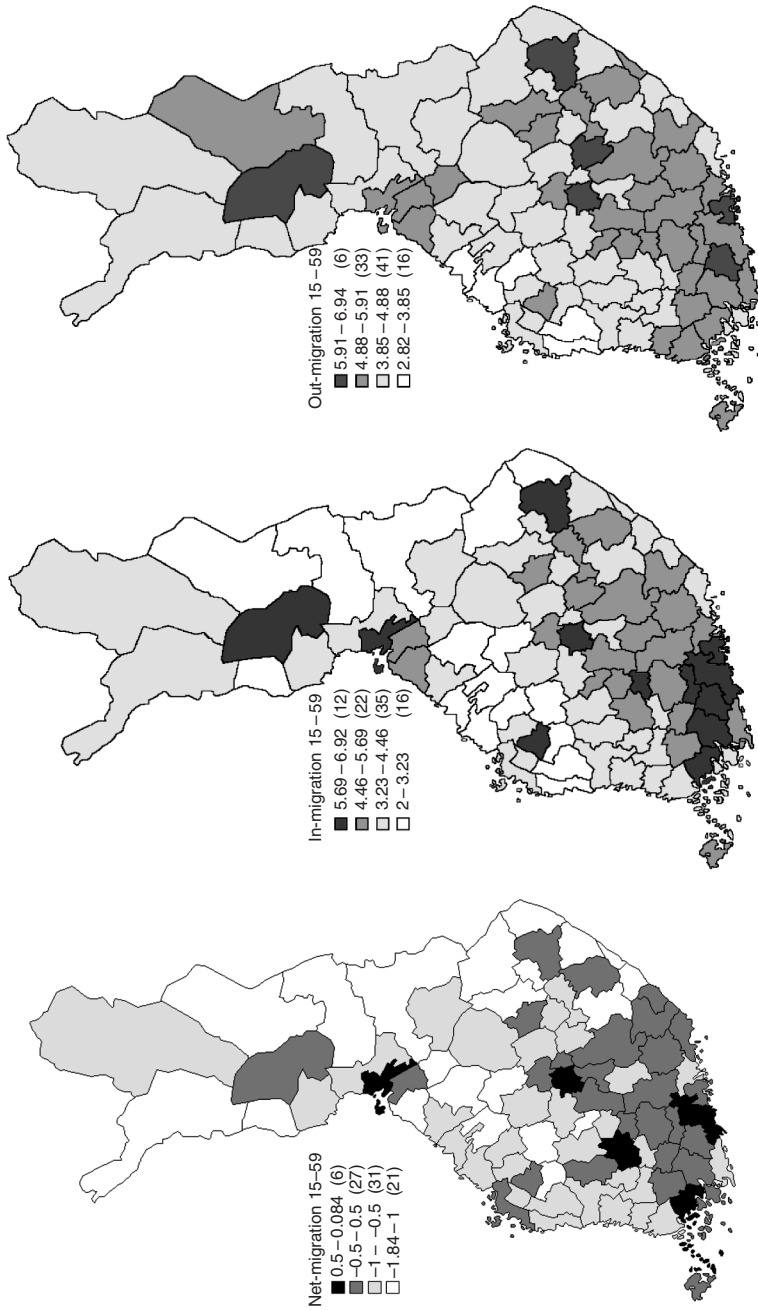 Net-migration 15–59
0.5–0.084 (6)
−0.5–0.5 (27)
−1 – −0.5 (31)
−1.84–1 (21)
In-migration 15–59
5.69–6.92 (12)
4.46–5.69 (22)
3.23–4.46 (35)
2–3.23 (16)
Out-migration 15–59
5.91–6.94 (6)
4.88–5.91 (33)
3.85–4.88 (41)
2.82–3.85 (16)